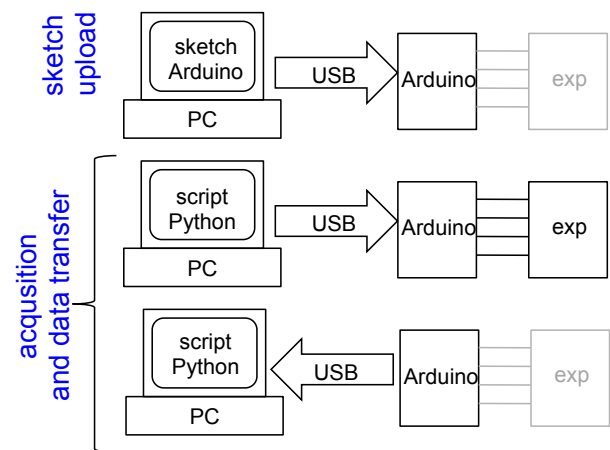 sketch
upload
sketch
Arduino
PC
USB
Arduino
exp
acqusition
and data transfer
script
Python
PC
USB
Arduino
exp
script
Python
PC
USB
Arduino
exp